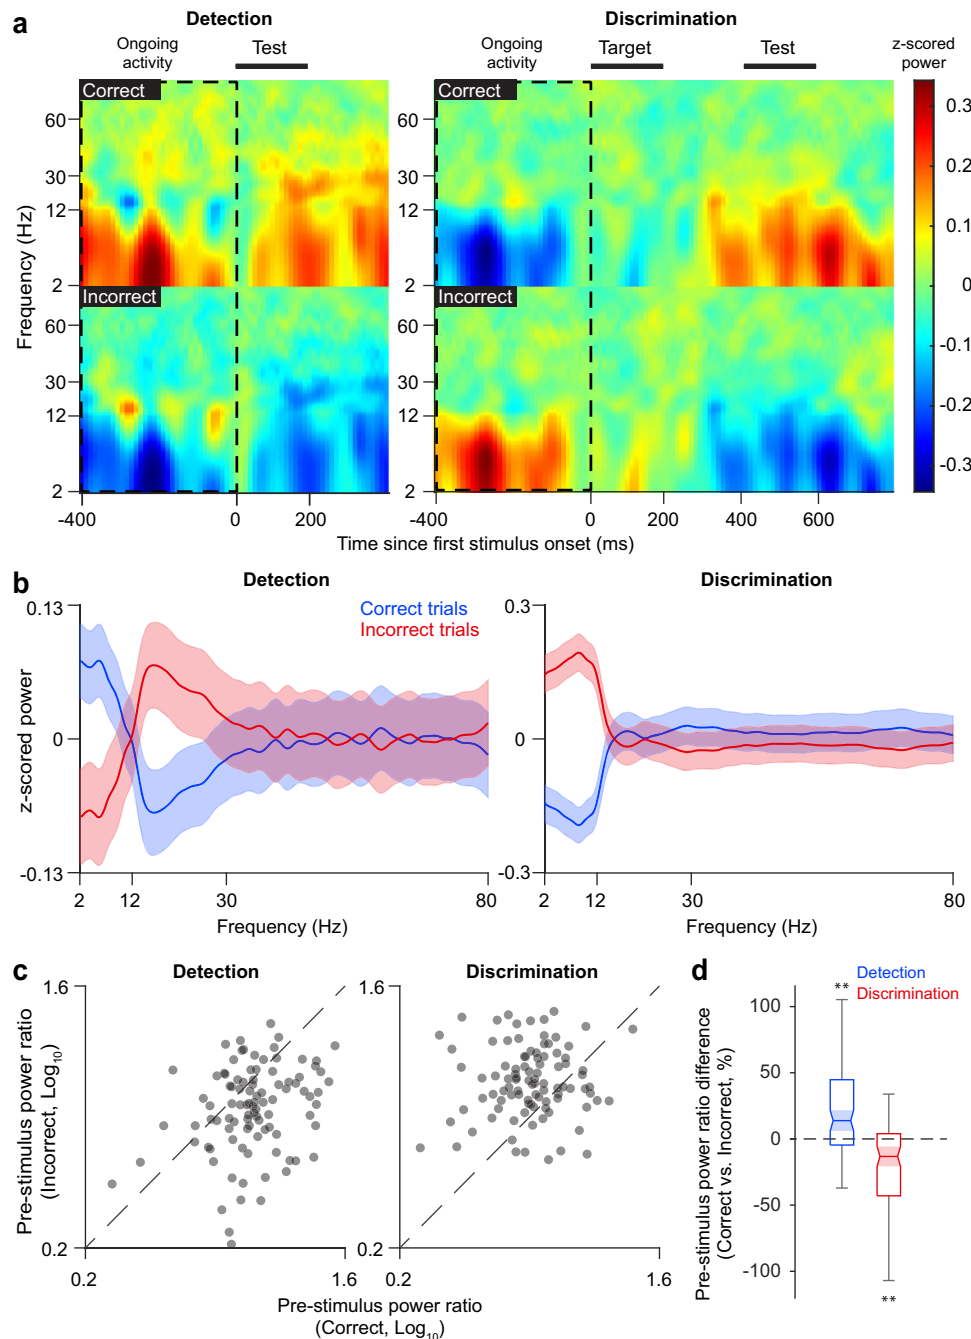 a
Detection
Discrimination
Ongoing
activity
Test
Ongoing
activity
Target
Test
z-scored
power
Correct
Correct
60
30
12
2
Incorrect
Incorrect
60
30
12
2
Frequency (Hz)
60
30
12
2
60
30
12
2
0.3
0.2
0.1
0
-0.1
-0.2
-0.3
-400
0
200
-400
0
200
400
600
Time since first stimulus onset (ms)
b
Detection
Discrimination
Correct trials
Incorrect trials
z-scored power
0.13
0
-0.13
2
12
30
80
Frequency (Hz)
0.3
0
-0.3
2
12
30
80
Frequency (Hz)
c
Detection
Discrimination
Pre-stimulus power ratio
(Incorrect, Log10)
1.6
0.2
0.2
1.6
1.6
0.2
0.2
1.6
Pre-stimulus power ratio
(Correct, Log10)
d
Detection
Discrimination
Pre-stimulus power ratio difference
(Correct vs. Incorrect, %)
100
50
0
-50
-100
**
**